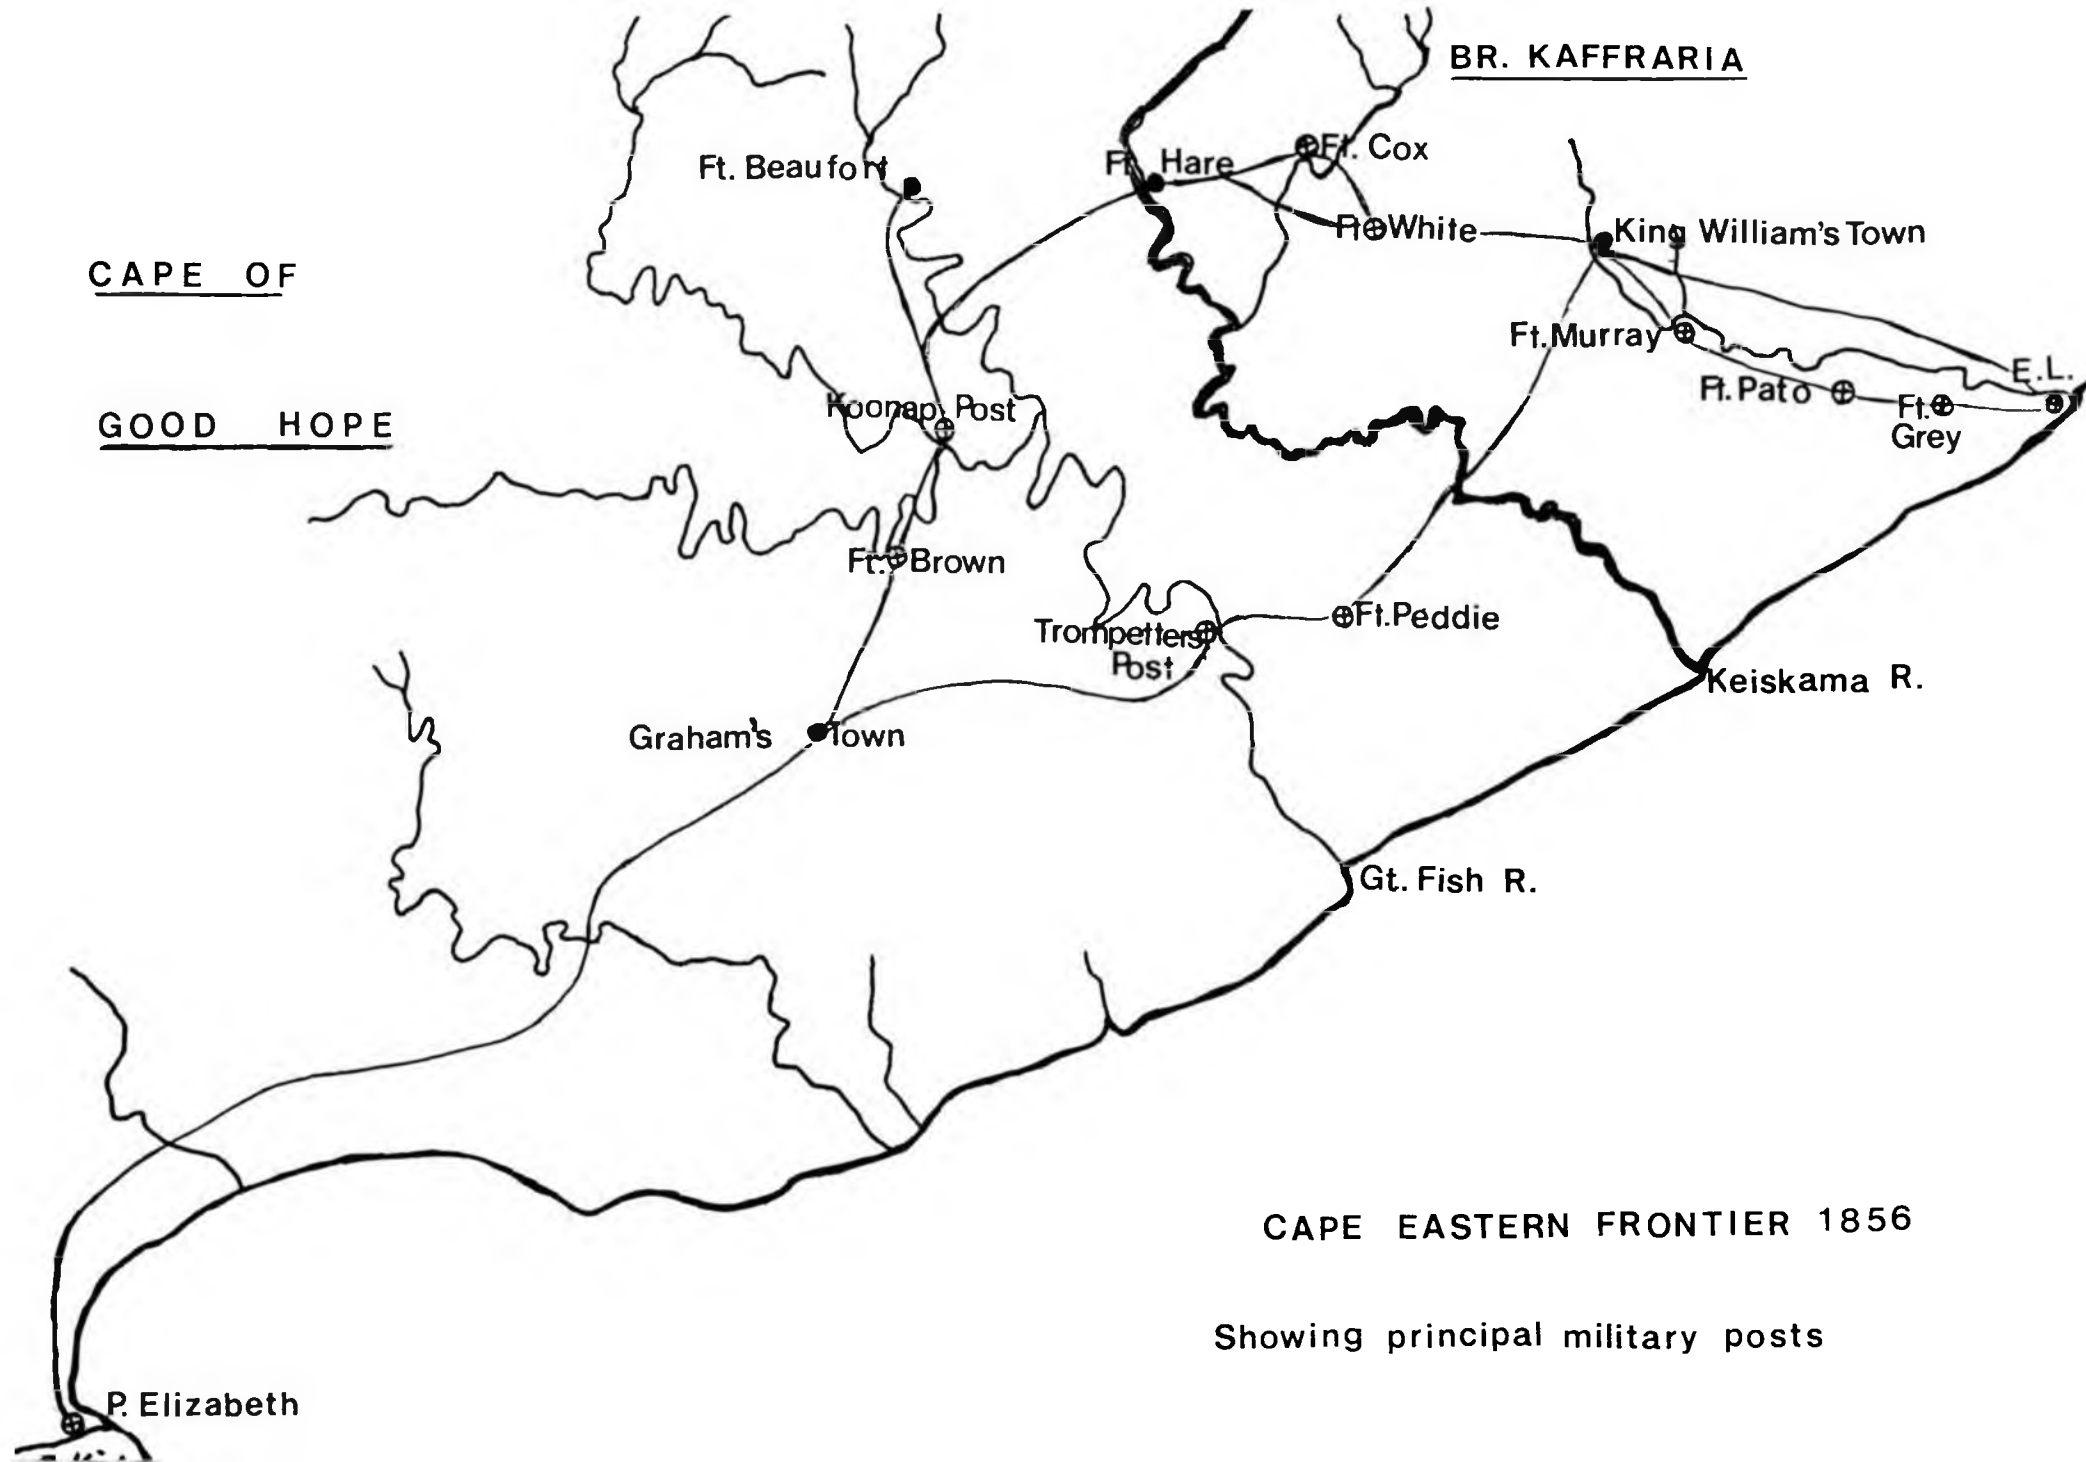 BR. KAFFRARIA
Ft. Beaufort
Ft. Hare
Ft. Cox
Ft White
King William's Town
CAPE OF
GOOD HOPE
Ft. Murray
E.L.
Ft. Pato
Ft.
Grey
Koonap Post
Ft. Brown
Trompetters
Post
Ft. Peddie
Keiskama R.
Graham's Town
Gt. Fish R.
CAPE EASTERN FRONTIER 1856
Showing principal military posts
P. Elizabeth